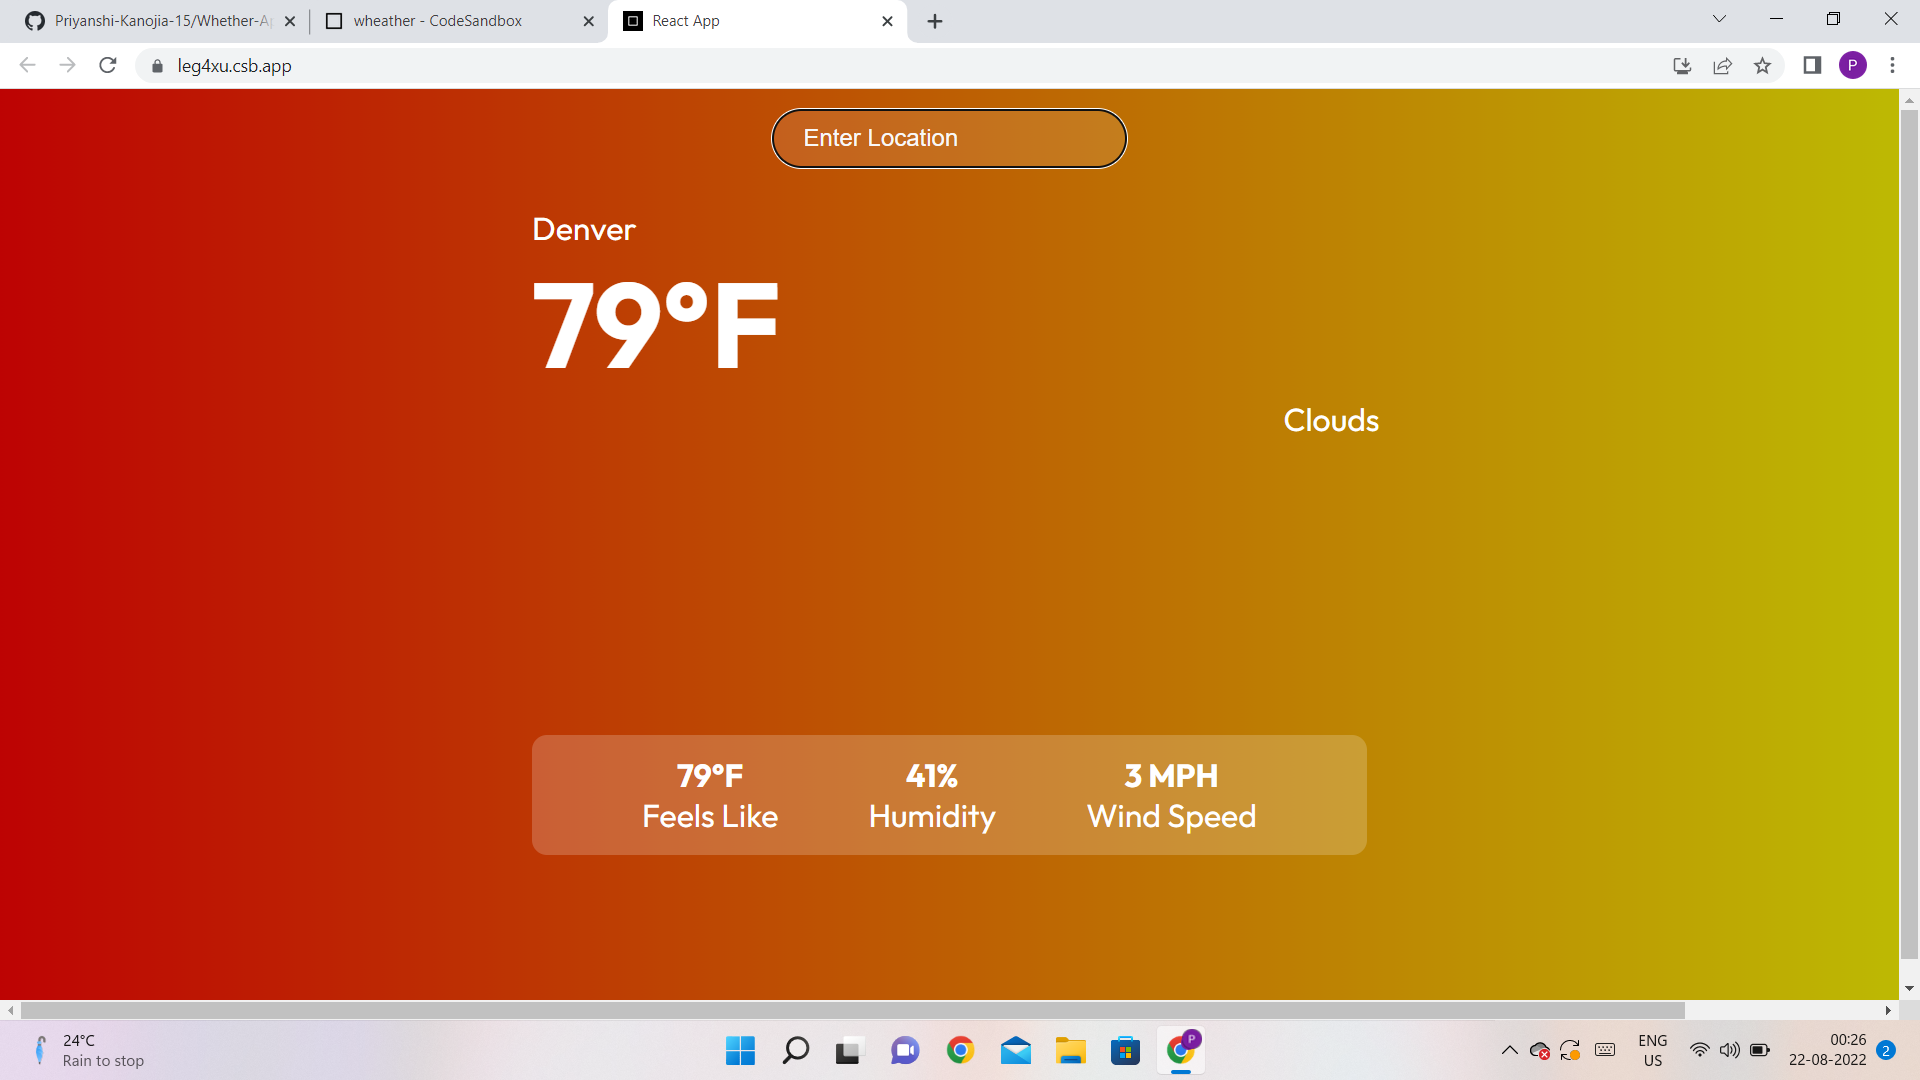 Priyanshi-Kanojia-15/Whether-Ap
wheather - CodeSandbox
React App
leg4xu.csb.app
P
Enter Location
Denver
79°F
Clouds
79°F
41%
3 MPH
Feels Like
Humidity
Wind Speed
24°C
Rain to stop
P
ENG
US
00:26
22-08-2022
2